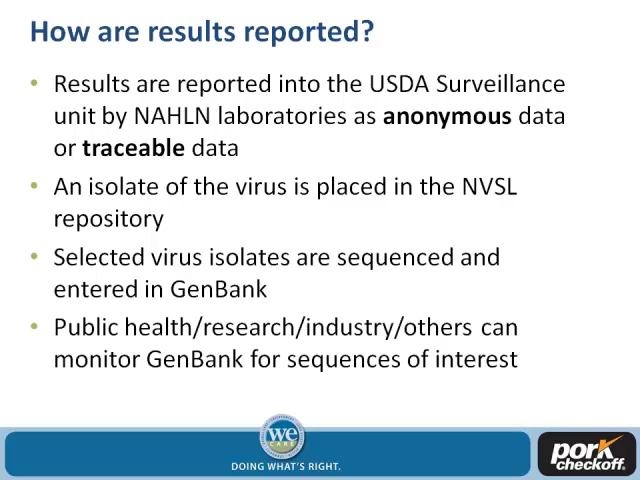 How are results reported?
• Results are reported into the USDA Surveillance
unit by NAHLN laboratories as anonymous data
or traceable data
• An isolate of the virus is placed in the NVSL
repository
• Selected virus isolates are sequenced and
entered in GenBank
• Public health/research/industry/others can
monitor GenBank for sequences of interest
we
CARE
DOING WHAT'S RIGHT.
pork
checkoff